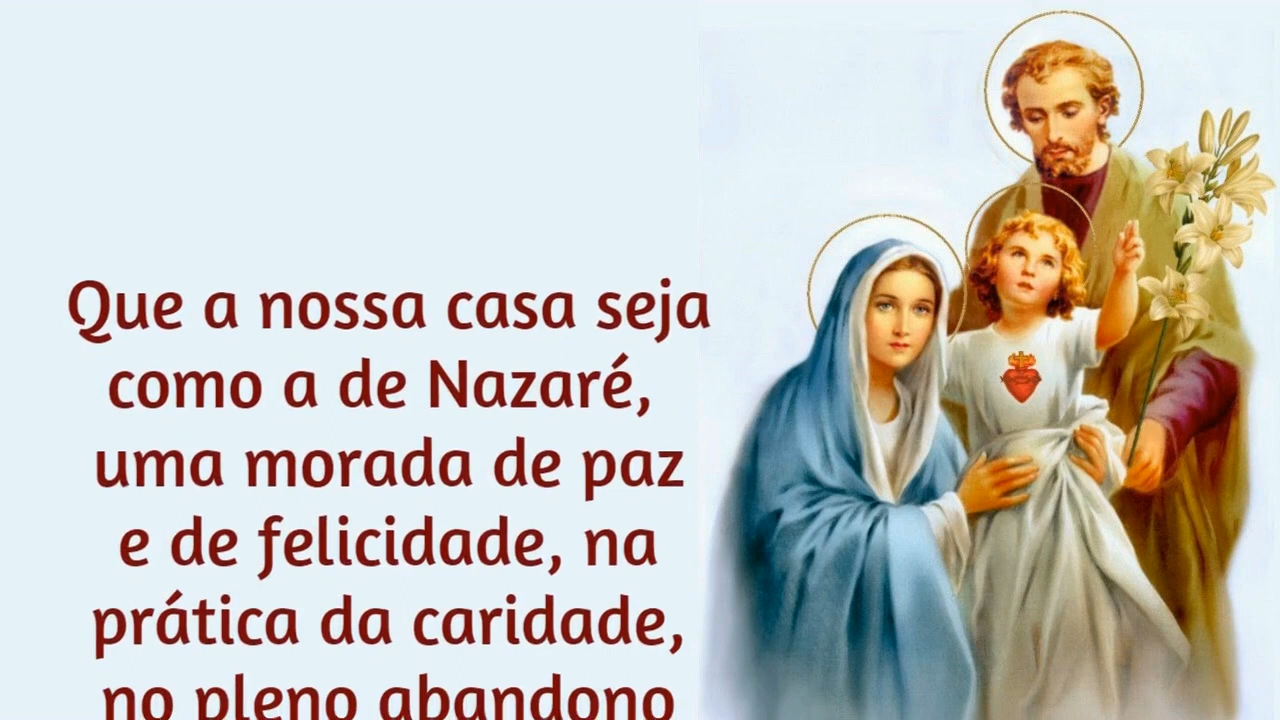 Que a nossa casa seja
como a de Nazaré,
uma morada de paz
e de felicidade, na
prática da caridade,
no pleno abandono